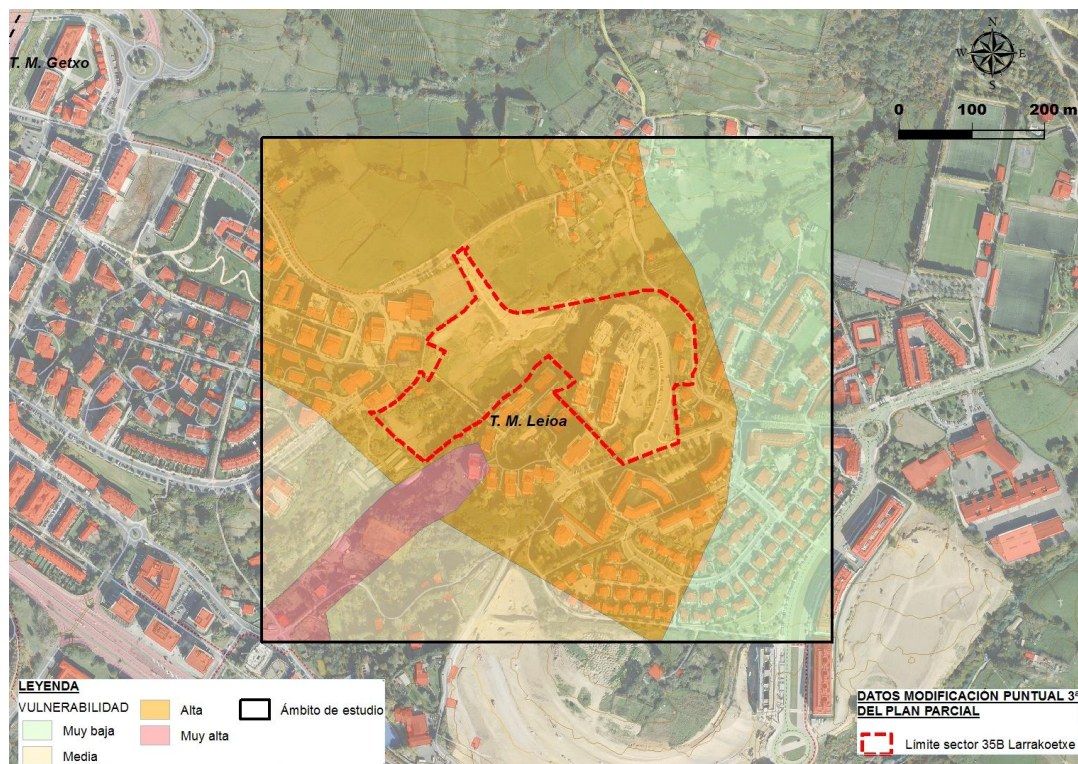 T. M. Getxo
N
W E
S
0 100 200 m
T. M. Leioa
LEYENDA
VULNERABILIDAD
Muy baja
Media
Alta
Muy alta
Ámbito de estudio
DATOS MODIFICACIÓN PUNTUAL 3ª
DEL PLAN PARCIAL
Límite sector 35B Larrakoetxe